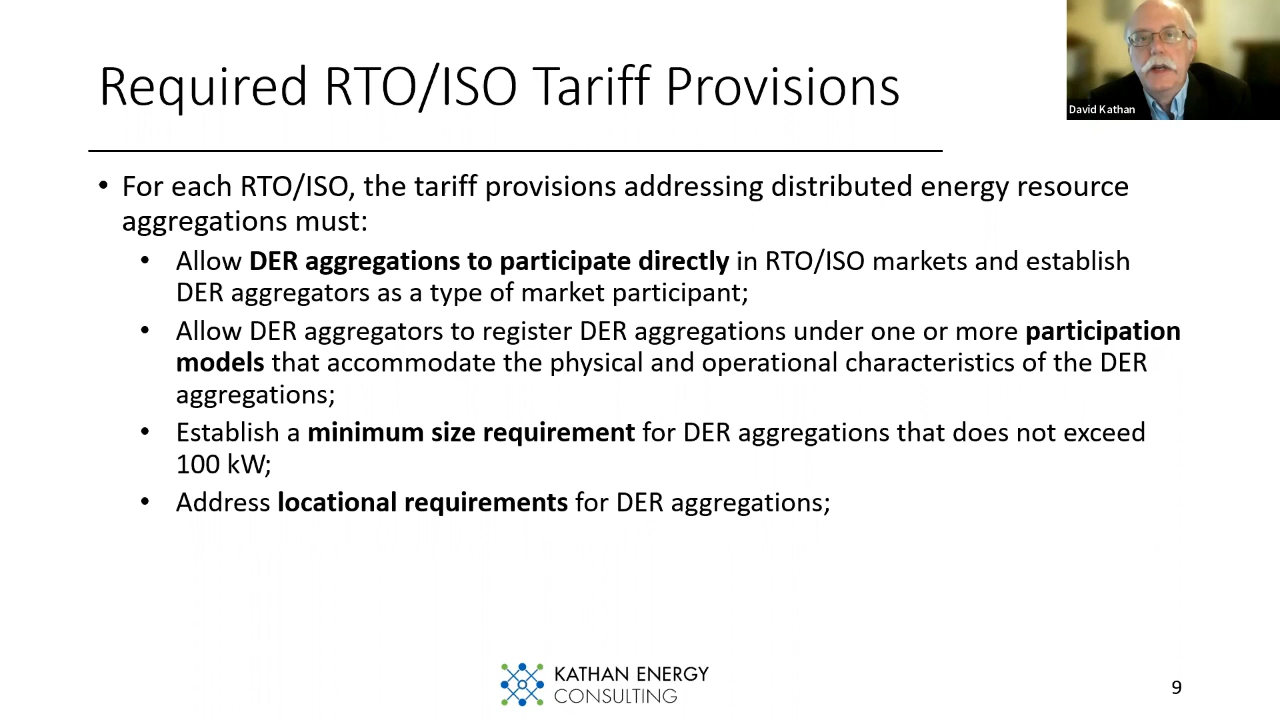 Required RTO/ISO Tariff Provisions
David Kathan
• For each RTO/ISO, the tariff provisions addressing distributed energy resource
aggregations must:
• Allow DER aggregations to participate directly in RTO/ISO markets and establish
DER aggregators as a type of market participant;
• Allow DER aggregators to register DER aggregations under one or more participation
models that accommodate the physical and operational characteristics of the DER
aggregations;
• Establish a minimum size requirement for DER aggregations that does not exceed
100 kW;
• Address locational requirements for DER aggregations;
KATHAN ENERGY
CONSULTING
9